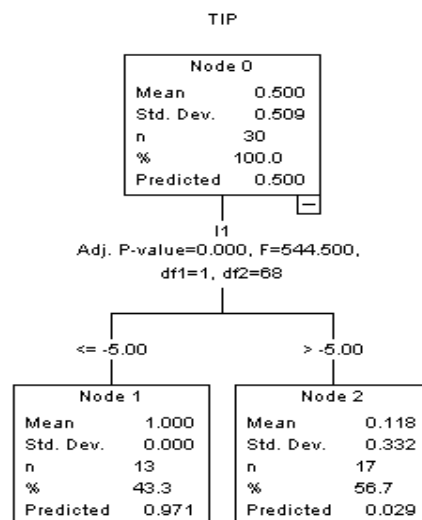 TIP
Node 0
Mean 0.500
Std. Dev. 0.509
n 30
% 100.0
Predicted 0.500
I1
Adj. P-value=0.000, F=544.500,
df1=1, df2=68
<= -5.00
> -5.00
Node 1
Mean 1.000
Std. Dev. 0.000
n 13
% 43.3
Predicted 0.971
Node 2
Mean 0.118
Std. Dev. 0.332
n 17
% 56.7
Predicted 0.029